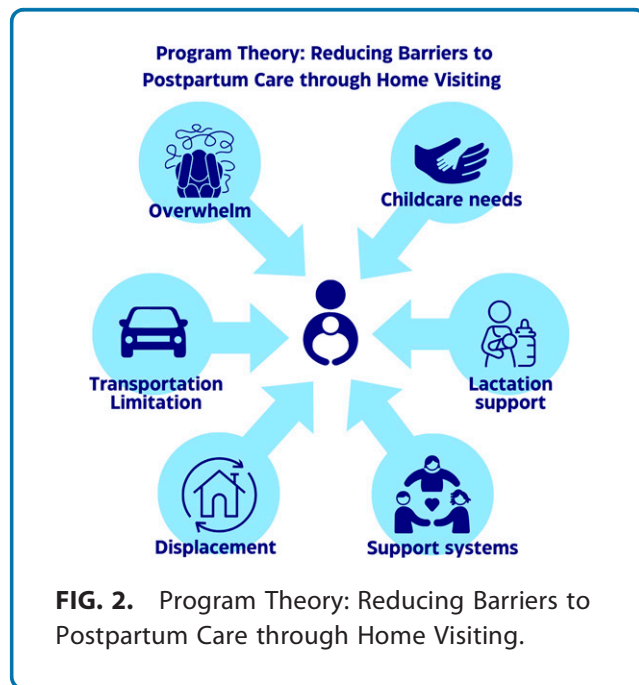 Program Theory: Reducing Barriers to
Postpartum Care through Home Visiting
Overwhelm
Childcare needs
Transportation
Limitation
Lactation
support
Displacement
Support systems
FIG. 2. Program Theory: Reducing Barriers to
Postpartum Care through Home Visiting.